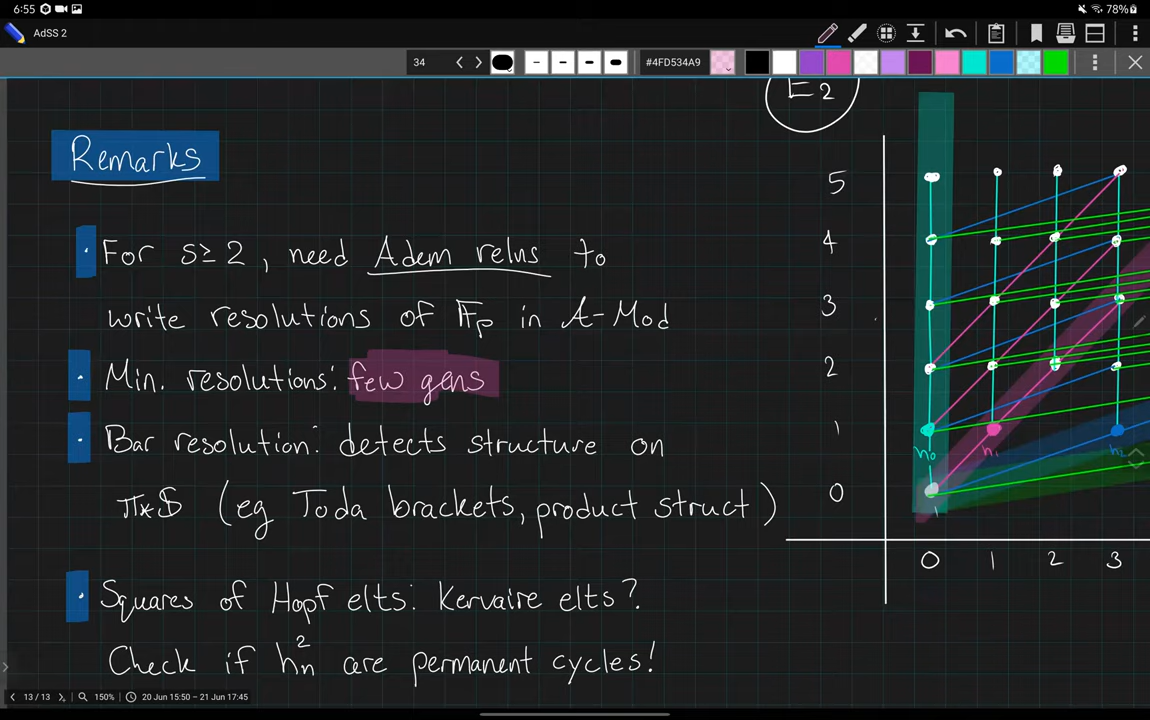 6:55
78%
AdSS 2
34
#4FD534A9
E2
Remarks
· For s≥2, need Adem relns to
write resolutions of 𝔽p in A-Mod
· Min. resolutions: few gens
· Bar resolution: detects structure on
π*𝕊 (eg Toda brackets, product struct)
· Squares of Hopf elts: Kervaire elts?
Check if hn² are permanent cycles!
5
4
3
2
1
0
h0 h1 h2
1
0 1 2 3
13 / 13
150%
20 Jun 15:50 - 21 Jun 17:45